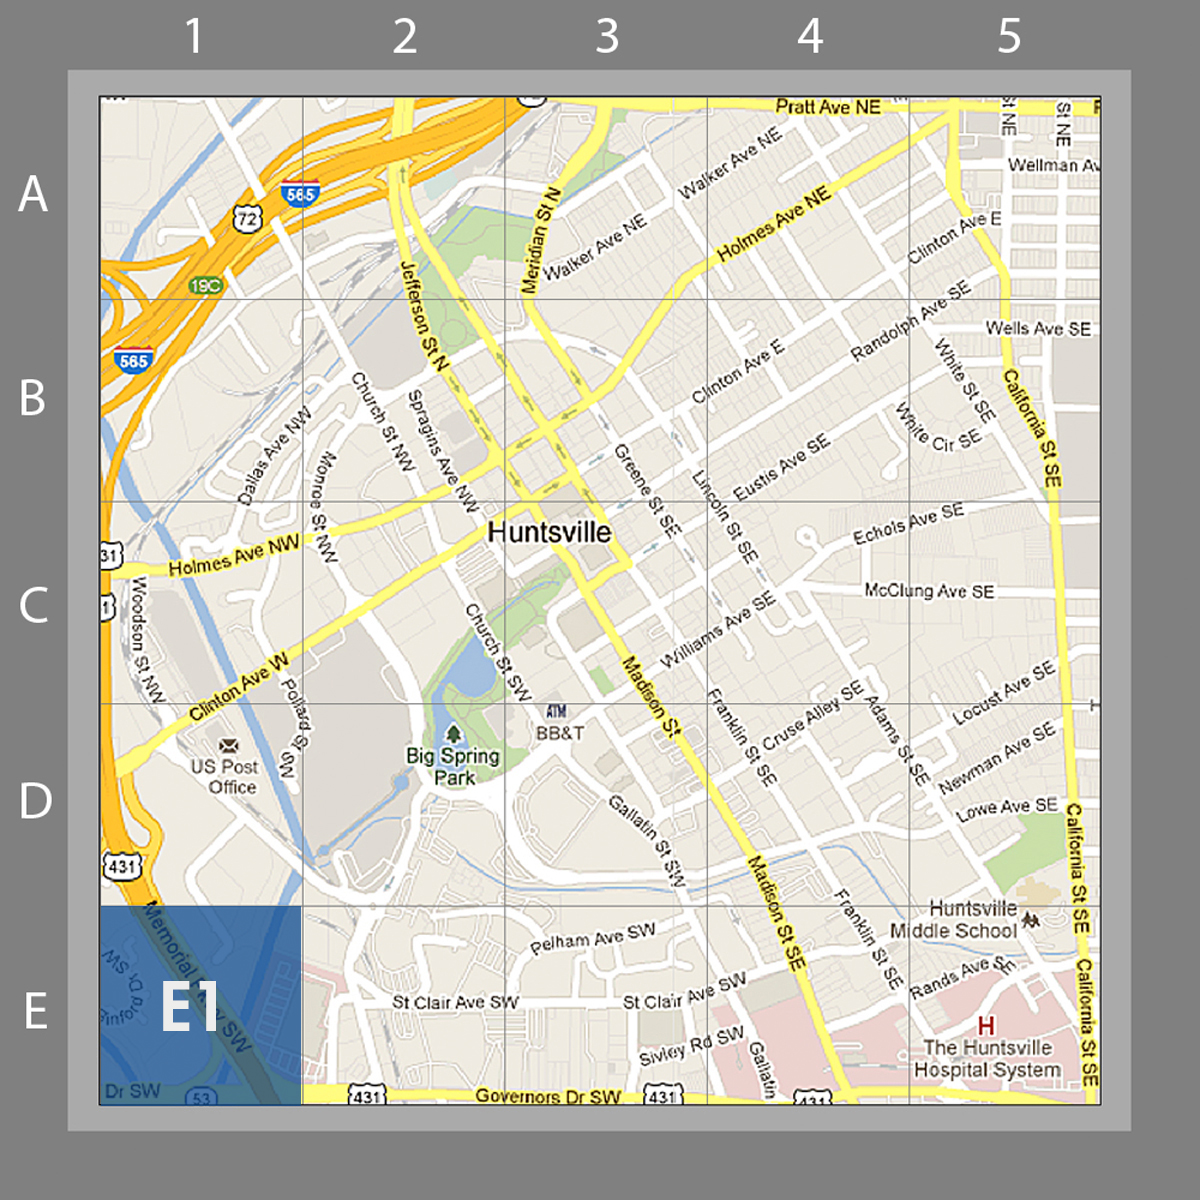 1 2 3 4 5
A
B
C
D
E
Pratt Ave NE
St NE
St NE
Wellman Av
Walker Ave NE
565
72
Holmes Ave NE
Meridian St N
Walker Ave NE
Clinton Ave E
19C
Jefferson St N
Randolph Ave SE
Wells Ave SE
565
Clinton Ave E
White St SE
California St SE
Church St NW
Spragins Ave NW
White Cir SE
Dallas Ave NW
Monroe St NW
Greene St SE
Lincoln St SE
Eustis Ave SE
Huntsville
Echols Ave SE
Holmes Ave NW
31
1
McClung Ave SE
Woodson St NW
Church St SW
Williams Ave SE
Clinton Ave W
Pollard St SW
Madison St
Franklin St SE
Cruse Alley SE
Adams St SE
Locust Ave SE
ATM
BB&T
US Post
Office
Big Spring
Park
Newman Ave SE
Lowe Ave SE
Gallatin St SW
California St SE
431
Madison St SE
Franklin St SE
Huntsville
Middle School
Memorial Pkwy SW
Pelham Ave SW
Rands Ave SE
California St SE
E1
Dr SW
St Clair Ave SW
St Clair Ave SW
H
The Huntsville
Hospital System
Sivley Rd SW
Gallatin
Dr SW
53
431
Governors Dr SW
431
431